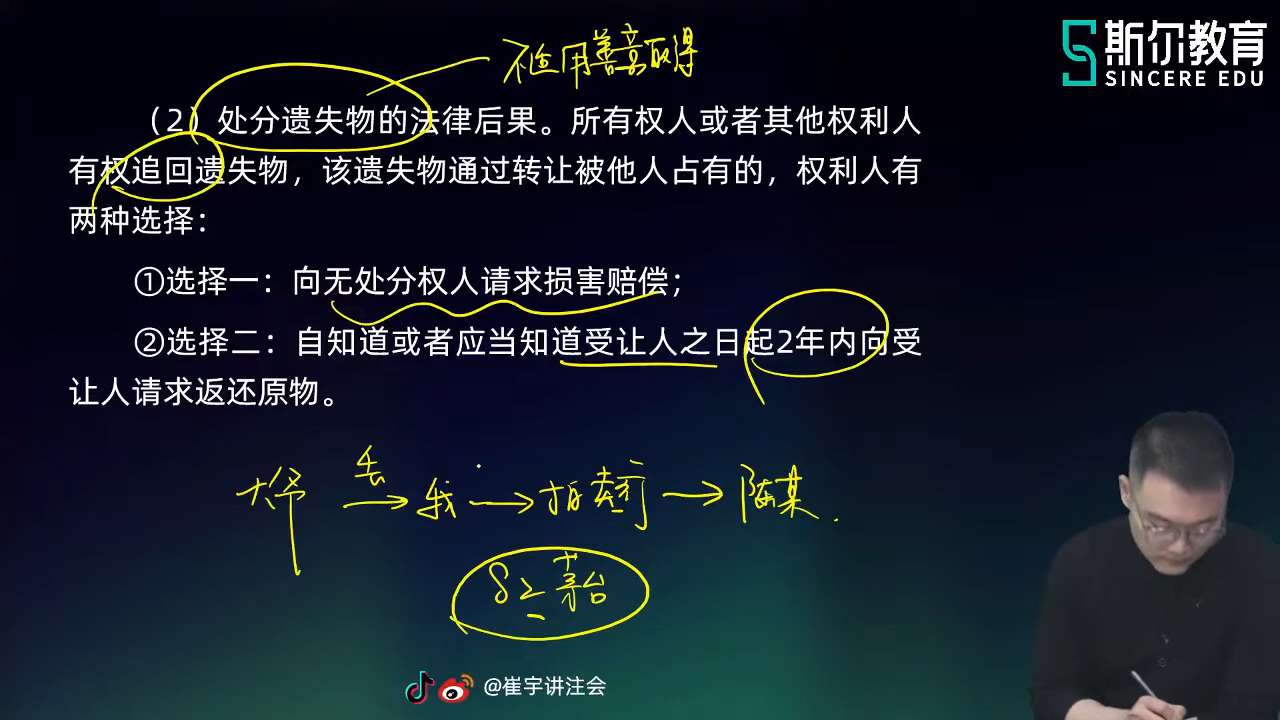 不适用善意取得
斯尔教育
SINCERE EDU
（2）处分遗失物的法律后果。所有权人或者其他权利人
有权追回遗失物，该遗失物通过转让被他人占有的，权利人有
两种选择：
①选择一：向无处分权人请求损害赔偿；
②选择二：自知道或者应当知道受让人之日起2年内向受
让人请求返还原物。
大爷 丢 我 拍卖行 陈某
82 茅台
@崔宇讲注会